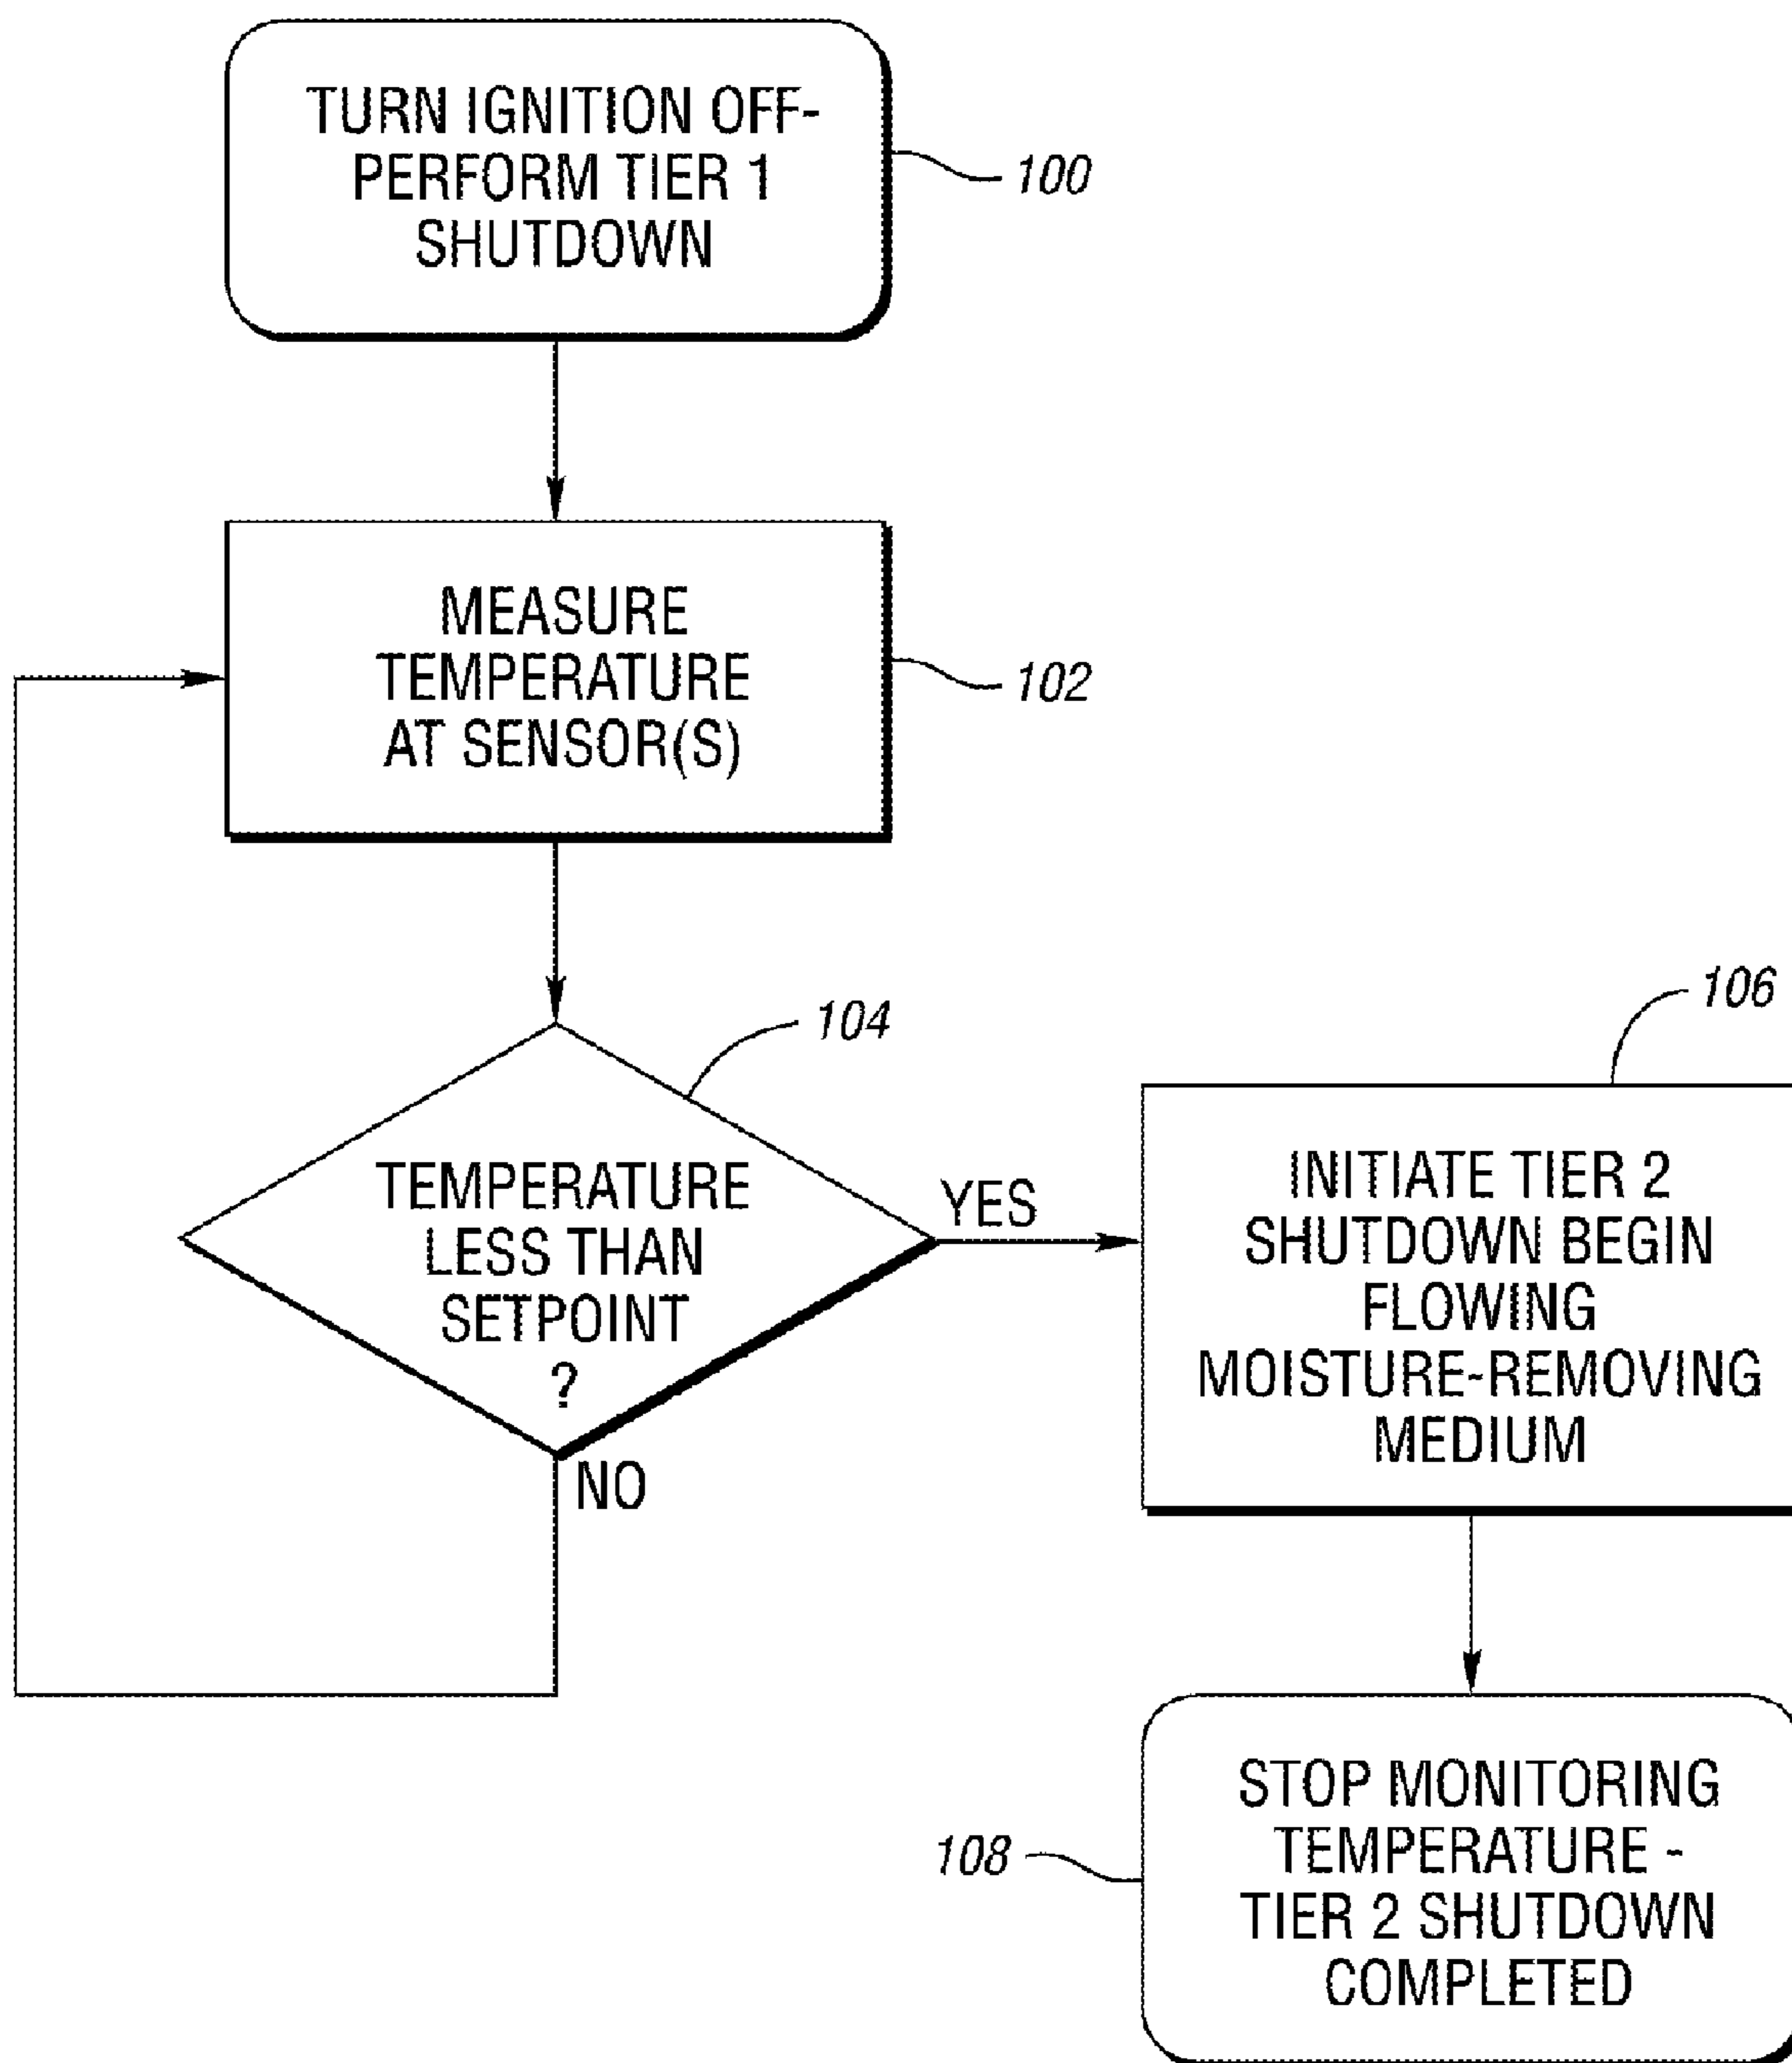 TURN IGNITION OFF-
PERFORM TIER 1
SHUTDOWN
100
MEASURE
TEMPERATURE
AT SENSOR(S)
102
104
TEMPERATURE
LESS THAN
SETPOINT
?
YES
NO
106
INITIATE TIER 2
SHUTDOWN BEGIN
FLOWING
MOISTURE-REMOVING
MEDIUM
108
STOP MONITORING
TEMPERATURE -
TIER 2 SHUTDOWN
COMPLETED